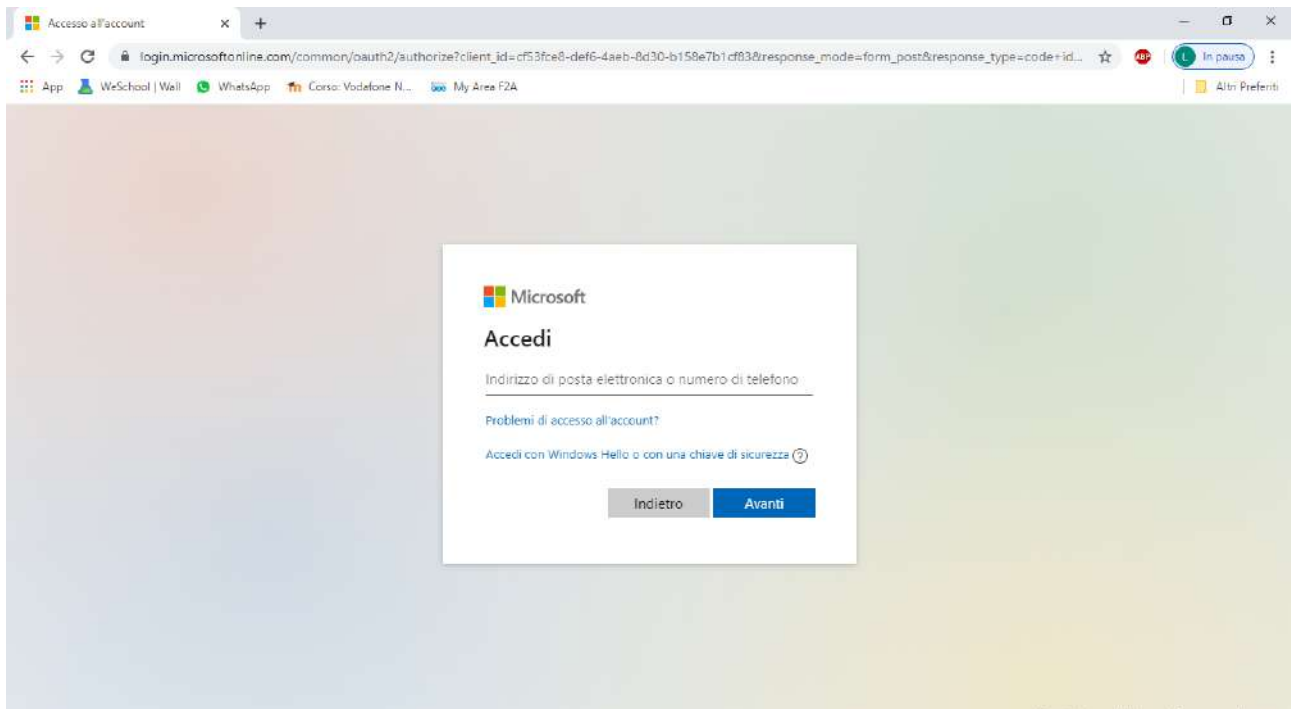 Accesso all'account
login.microsoftonline.com/common/oauth2/authorize?client_id=cf53fce8-def6-4aeb-8d30-b158e7b1cf83&response_mode=form_post&response_type=code+id... ABP L In pausa
App WeSchool | Wall WhatsApp Corso: Vodafone N... My Area F2A Altri Preferiti
Microsoft
Accedi
Indirizzo di posta elettronica o numero di telefono
Problemi di accesso all'account?
Accedi con Windows Hello o con una chiave di sicurezza ?
Indietro Avanti